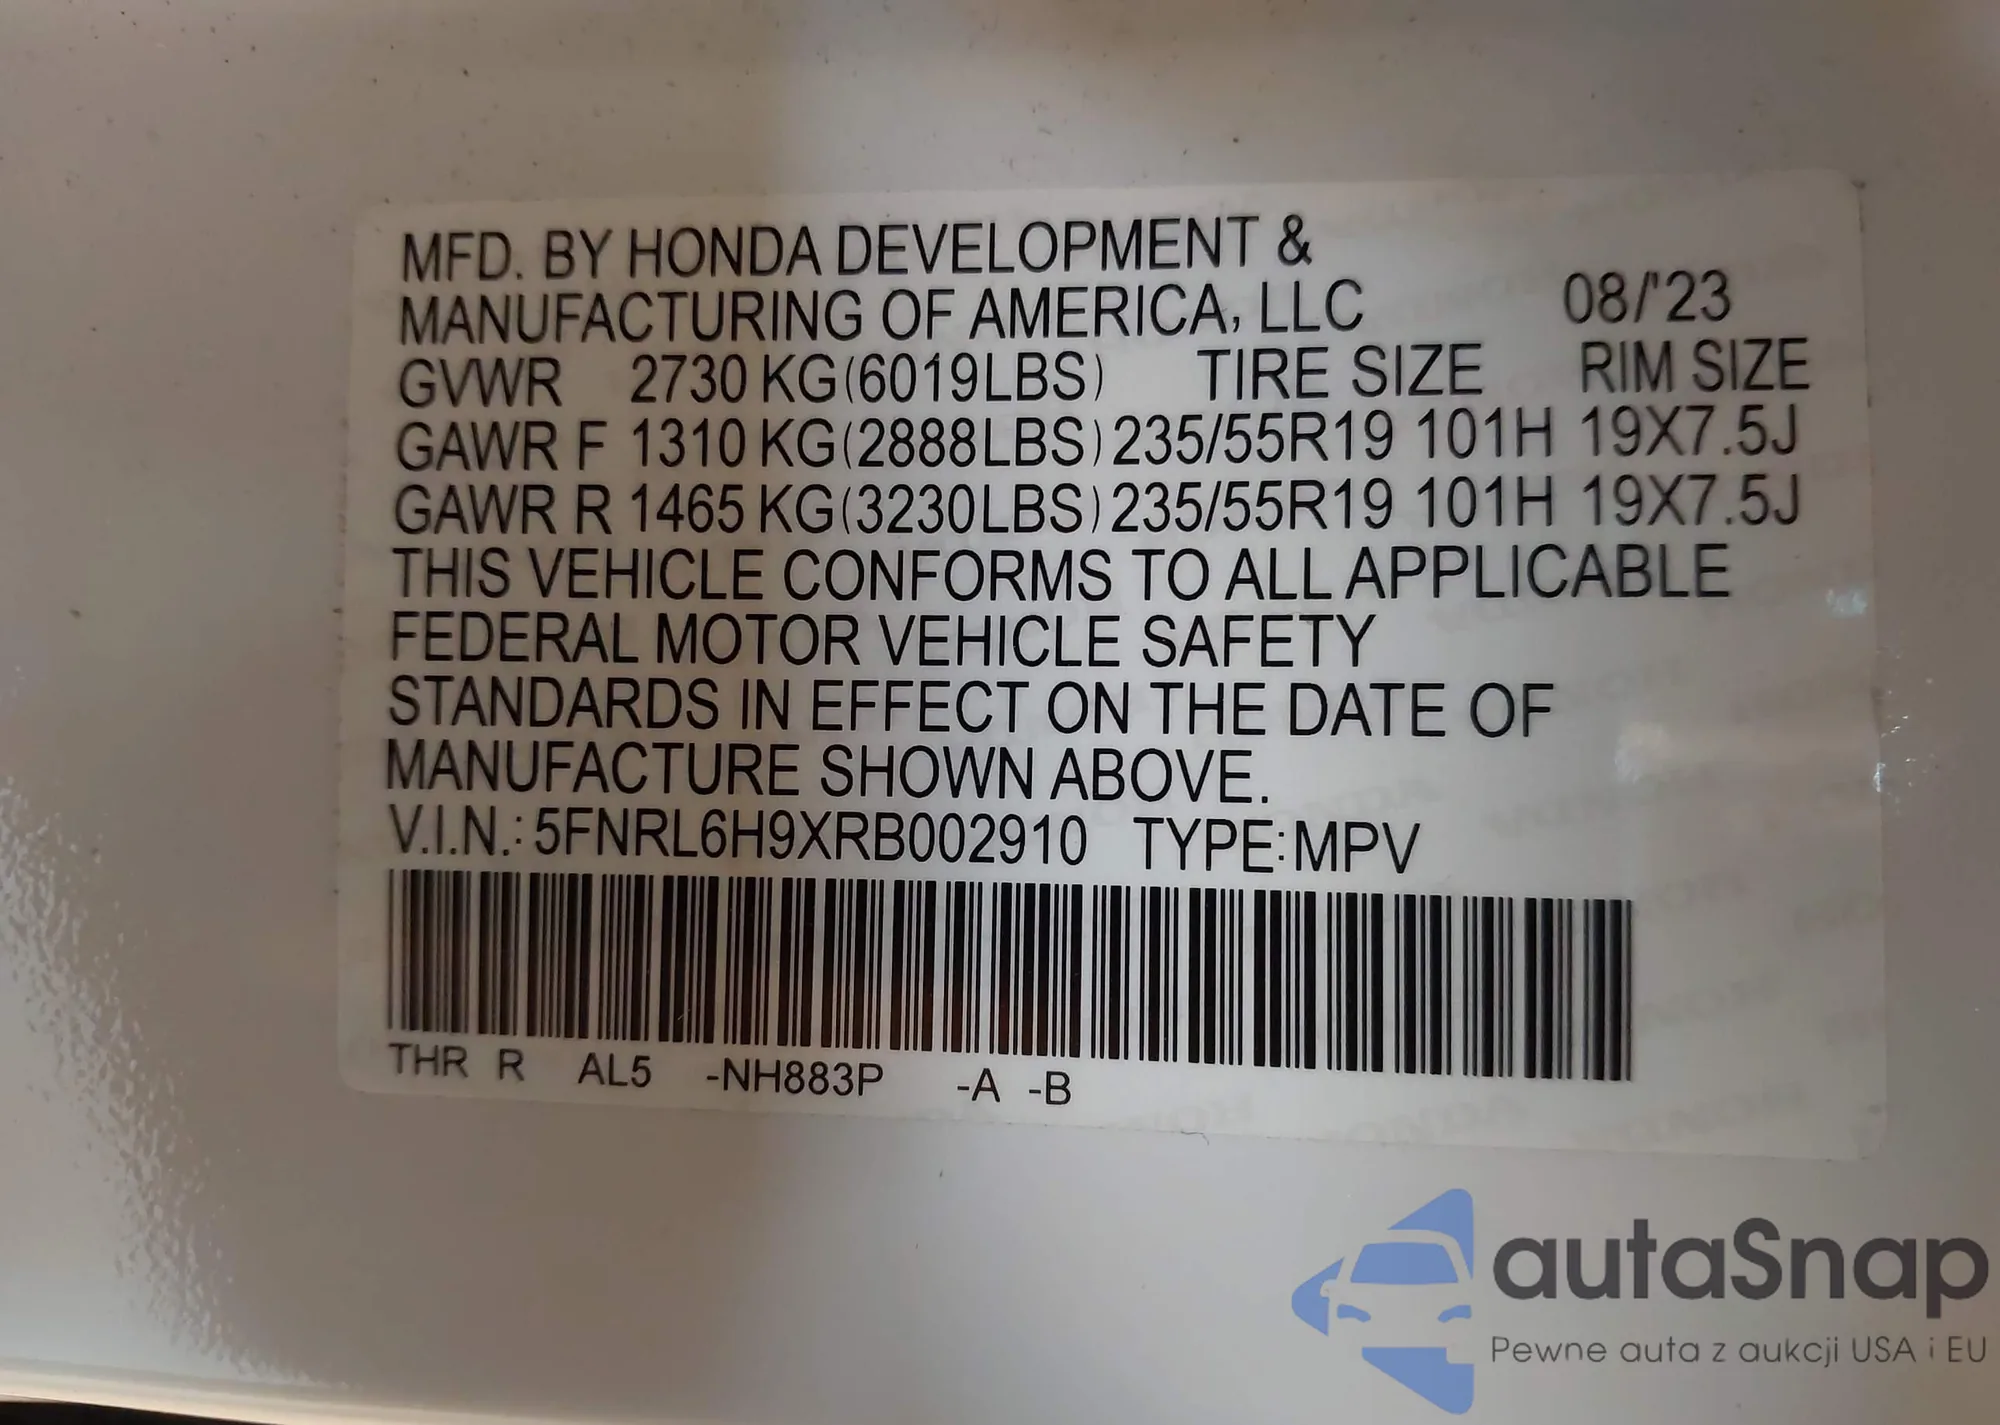 MFD. BY HONDA DEVELOPMENT &
MANUFACTURING OF AMERICA, LLC 08/'23
GVWR 2730 KG(6019LBS) TIRE SIZE RIM SIZE
GAWR F 1310 KG(2888LBS) 235/55R19 101H 19X7.5J
GAWR R 1465 KG(3230LBS) 235/55R19 101H 19X7.5J
THIS VEHICLE CONFORMS TO ALL APPLICABLE
FEDERAL MOTOR VEHICLE SAFETY
STANDARDS IN EFFECT ON THE DATE OF
MANUFACTURE SHOWN ABOVE.
V.I.N.: 5FNRL6H9XRB002910 TYPE: MPV
THR R AL5 -NH883P -A -B
autaSnap
Pewne auta z aukcji USA i EU